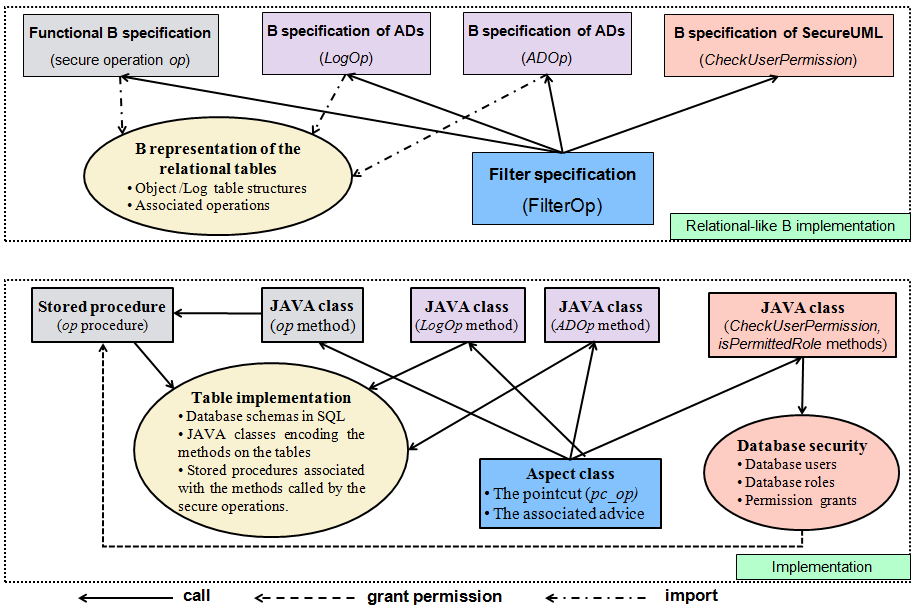 Functional B specification
(secure operation op)
B specification of ADs
(LogOp)
B specification of ADs
(ADOp)
B specification of SecureUML
(CheckUserPermission)
B representation of the
relational tables
• Object /Log table structures
• Associated operations
Filter specification
(FilterOp)
Relational-like B implementation
Stored procedure
(op procedure)
JAVA class
(op method)
JAVA class
(LogOp method)
JAVA class
(ADOp method)
JAVA class
(CheckUserPermission,
isPermittedRole methods)
Table implementation
• Database schemas in SQL
• JAVA classes encoding the
methods on the tables
• Stored procedures associated
with the methods called by the
secure operations.
Aspect class
• The pointcut (pc_op)
• The associated advice
Database security
• Database users
• Database roles
• Permission grants
Implementation
call
grant permission
import